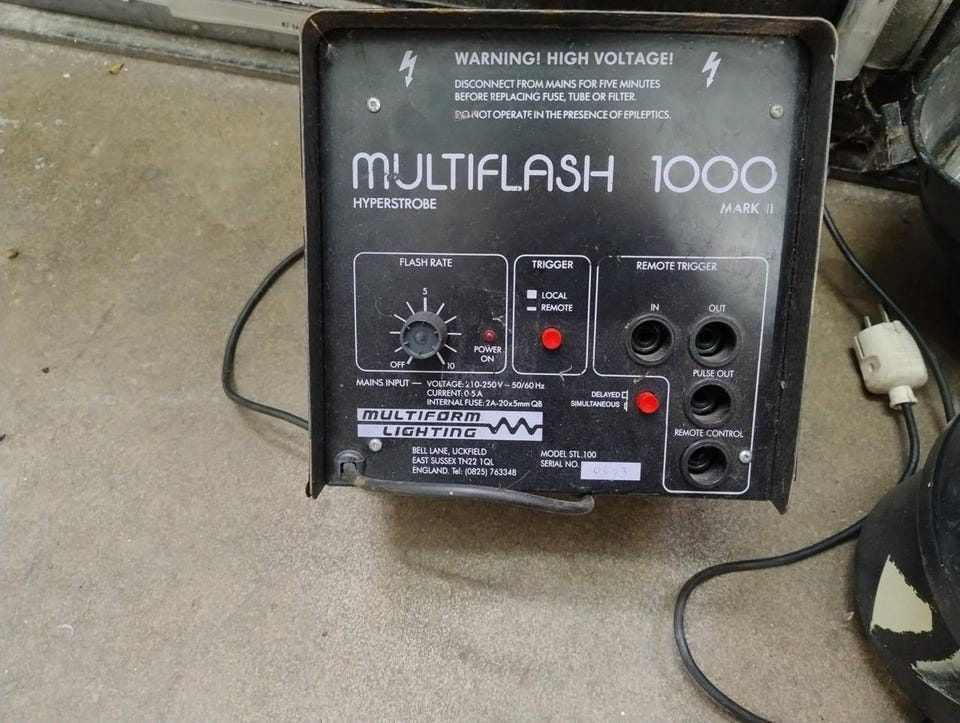 WARNING! HIGH VOLTAGE!
DISCONNECT FROM MAINS FOR FIVE MINUTES
BEFORE REPLACING FUSE, TUBE OR FILTER.
DO NOT OPERATE IN THE PRESENCE OF EPILEPTICS.
MULTIFLASH 1000
HYPERSTROBE
MARK II
FLASH RATE
5
OFF
10
POWER
ON
TRIGGER
LOCAL
REMOTE
REMOTE TRIGGER
IN
OUT
PULSE OUT
DELAYED
SIMULTANEOUS
REMOTE CONTROL
MAINS INPUT — VOLTAGE: 210-250V ~ 50/60 Hz
CURRENT: 0·5A
INTERNAL FUSE: 2A-20x5mm QB
MULTIFORM
LIGHTING
BELL LANE, UCKFIELD
EAST SUSSEX TN22 1QL
ENGLAND. Tel: (0825) 763348
MODEL STL.100
SERIAL NO.